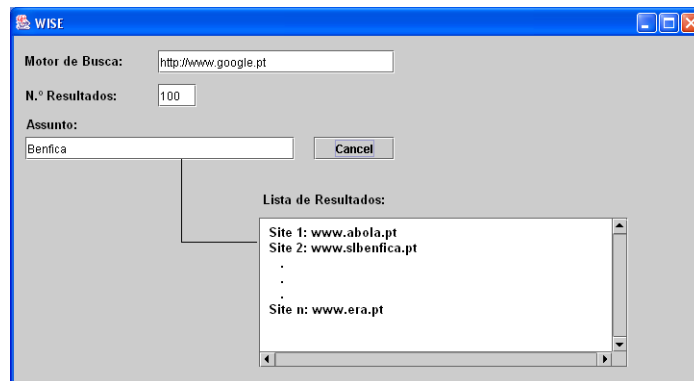 WISE
Motor de Busca: http://www.google.pt
N.º Resultados: 100
Assunto:
Benfica Cancel
Lista de Resultados:
Site 1: www.abola.pt
Site 2: www.slbenfica.pt
.
.
.
Site n: www.era.pt